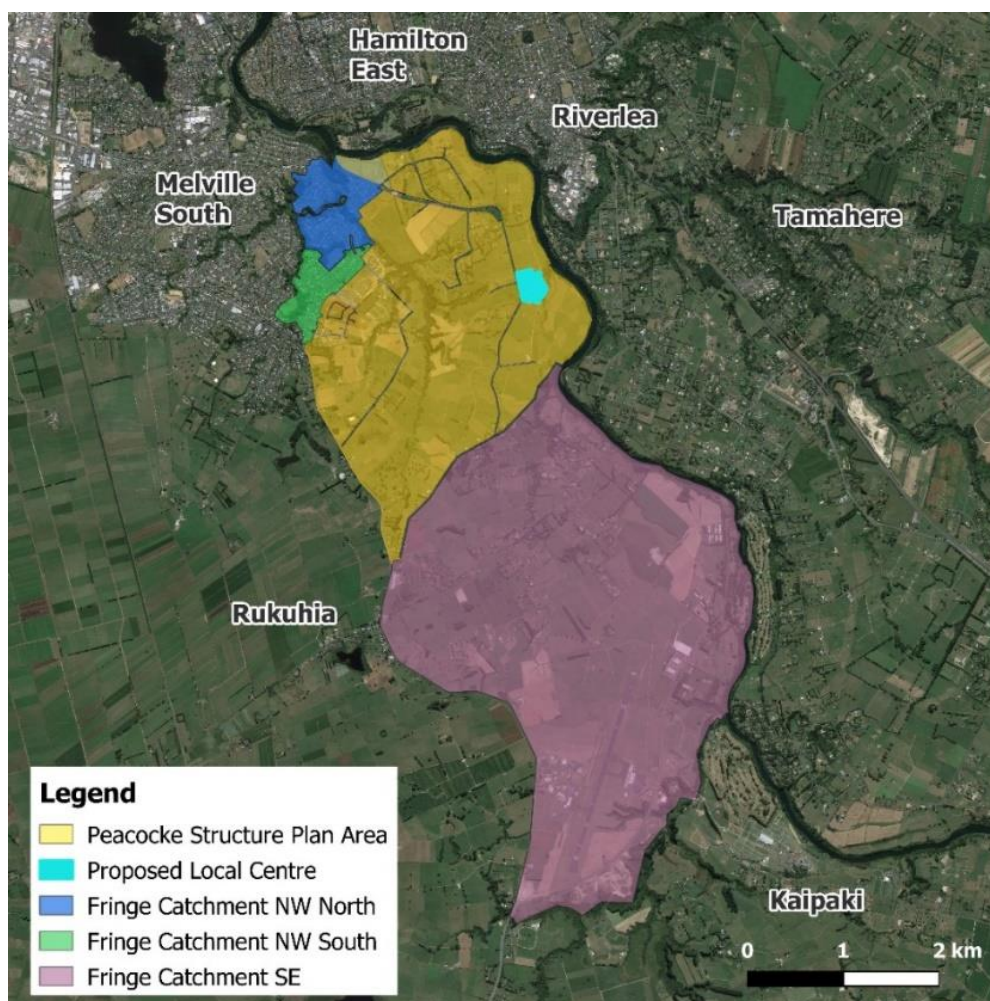 Hamilton
East
Riverlea
Melville
South
Tamahere
Rukuhia
Kaipaki
Legend
Peacocke Structure Plan Area
Proposed Local Centre
Fringe Catchment NW North
Fringe Catchment NW South
Fringe Catchment SE
0 1 2 km